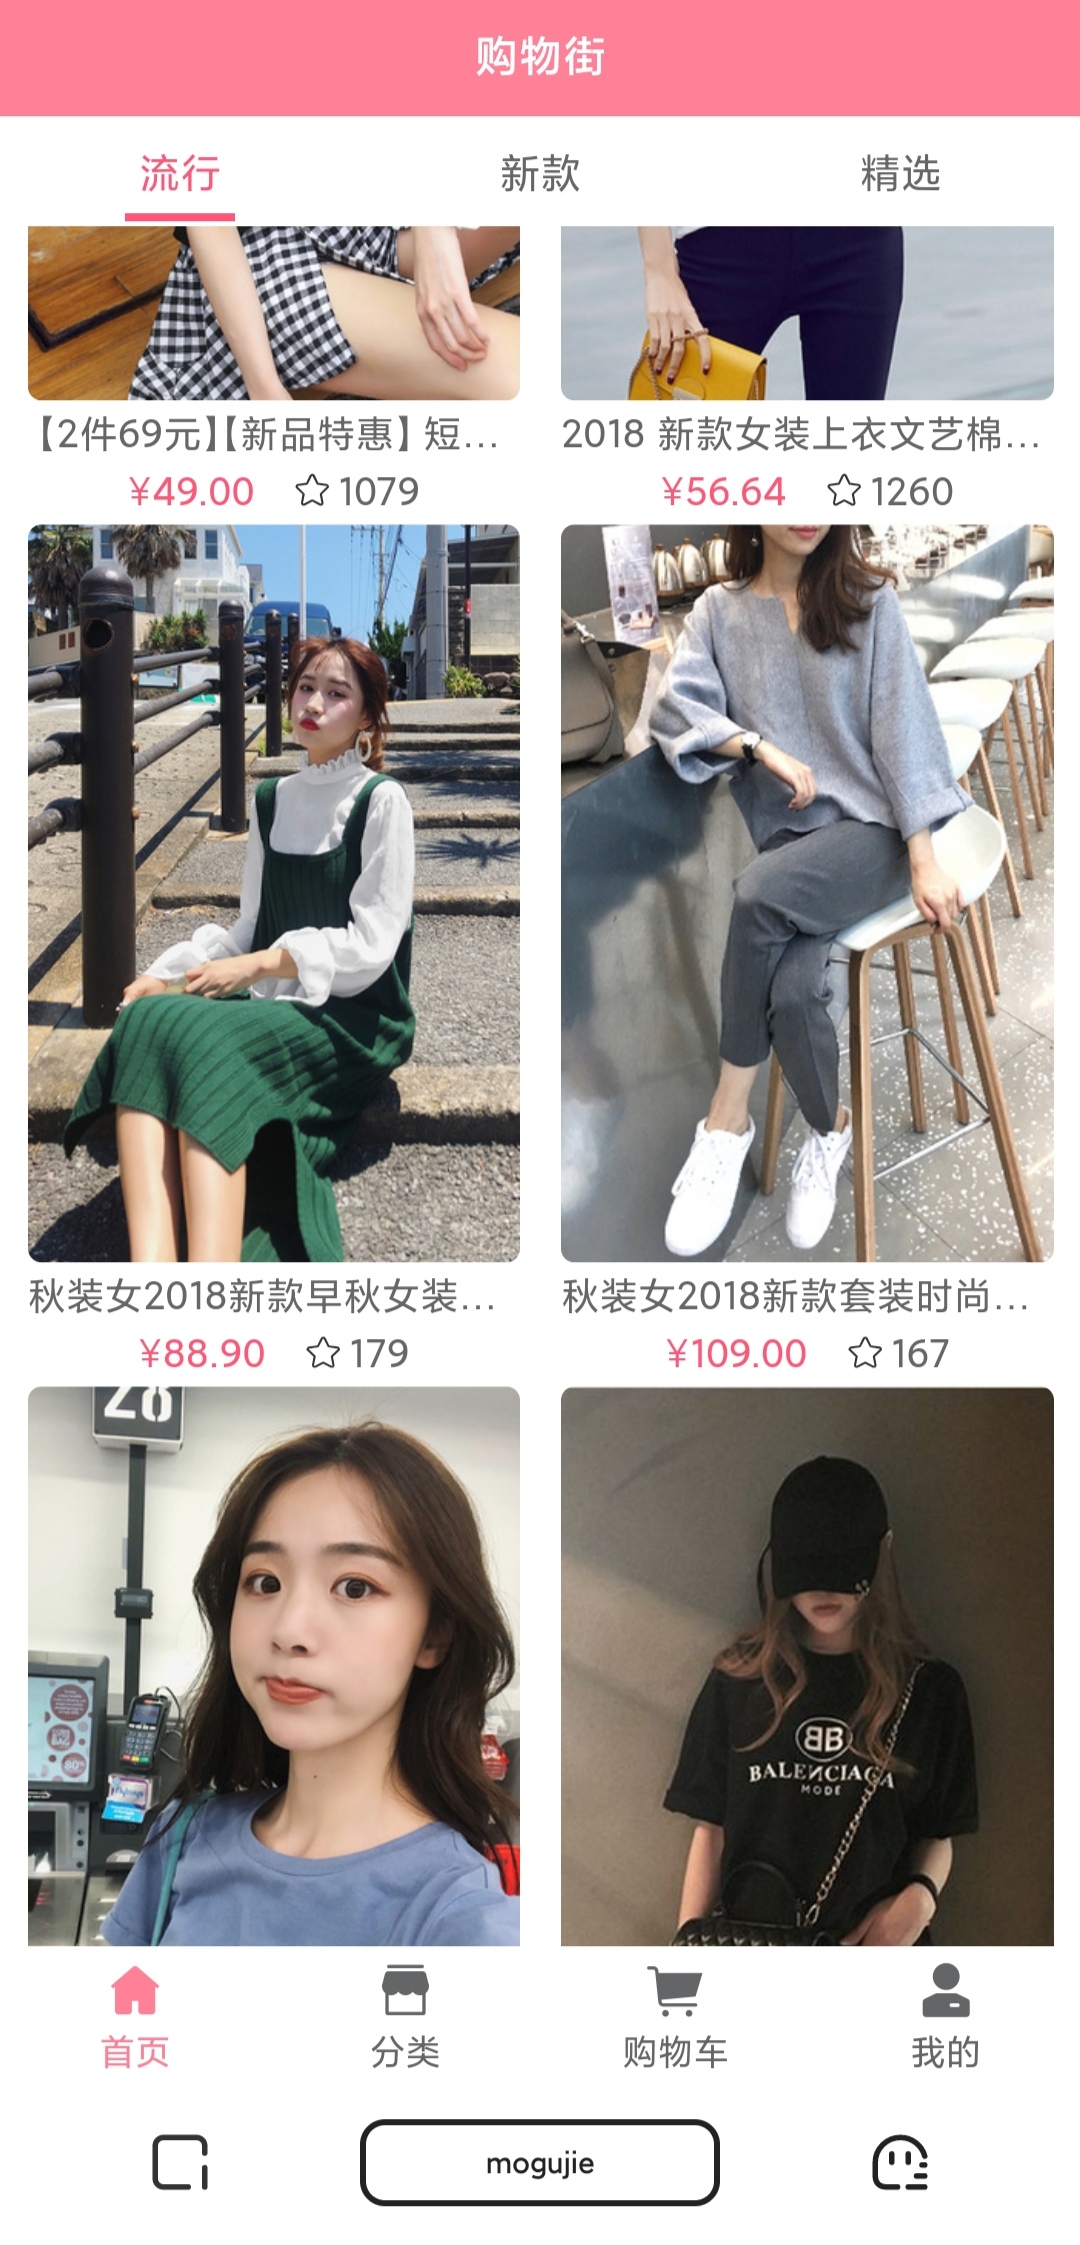 购物街
流行
新款
精选
【2件69元】【新品特惠】短...
2018 新款女装上衣文艺棉...
¥49.00 1079
¥56.64 1260
秋装女2018新款早秋女装...
秋装女2018新款套装时尚...
¥88.90 179
¥109.00 167
28
BB
BALENCIAGA
MODE
80%
首页
分类
购物车
我的
mogujie